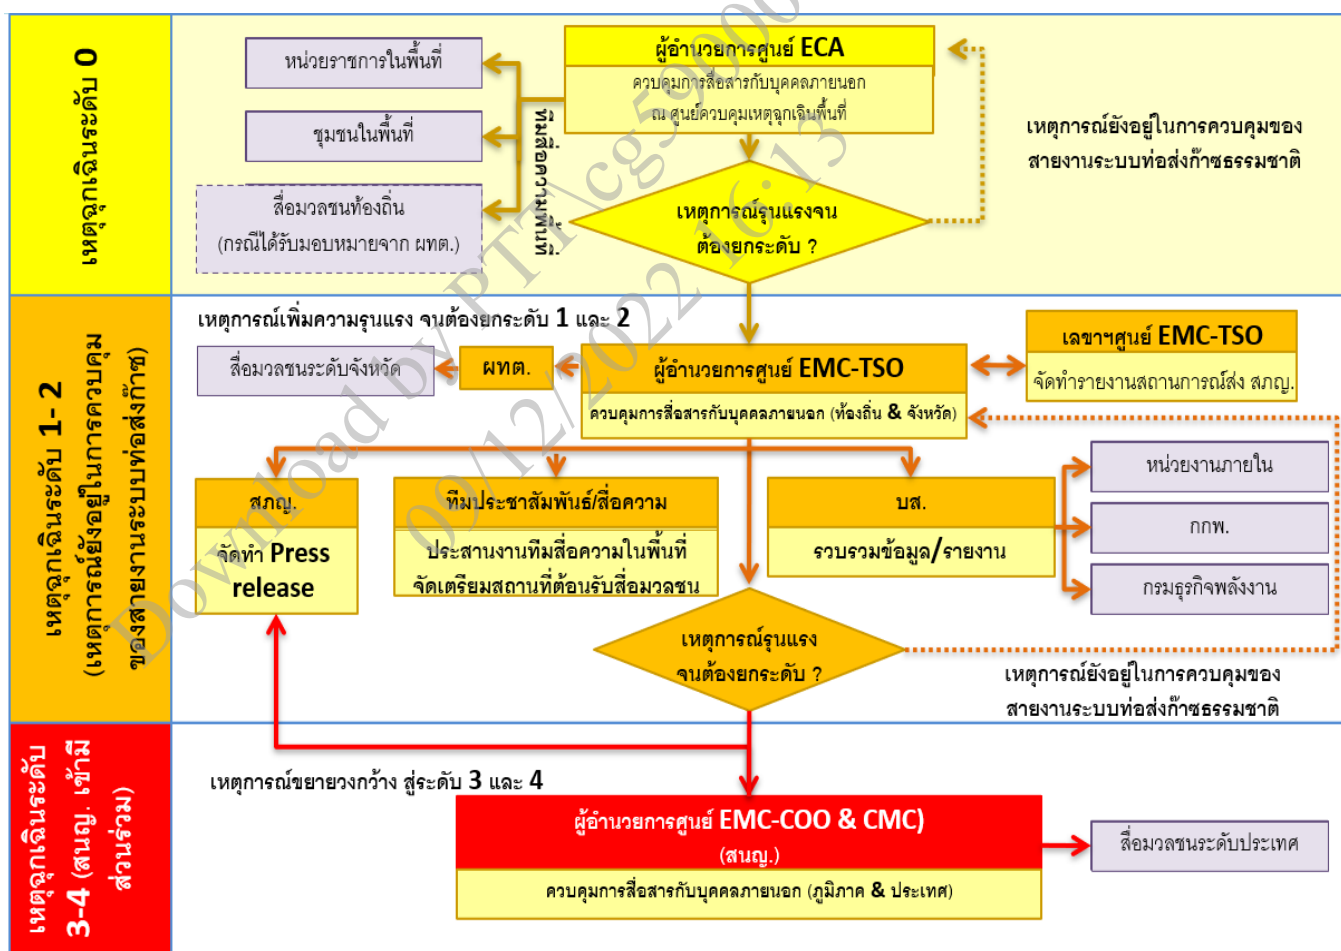 เหตุฉุกเฉินระดับ 0
หน่วยราชการในพื้นที่
ชุมชนในพื้นที่
สื่อมวลชนท้องถิ่น
(กรณีได้รับมอบหมายจาก ผทต.)
ทีมสื่อความพื้นที่
ผู้อำนวยการศูนย์ ECA
ควบคุมการสื่อสารกับบุคคลภายนอก
ณ ศูนย์ควบคุมเหตุฉุกเฉินพื้นที่
เหตุการณ์รุนแรงจน
ต้องยกระดับ ?
เหตุการณ์ยังอยู่ในการควบคุมของ
สายงานระบบท่อส่งก๊าซธรรมชาติ
เหตุฉุกเฉินระดับ 1- 2
(เหตุการณ์ยังอยู่ในการควบคุม
ของสายงานระบบท่อส่งก๊าซ)
เหตุการณ์เพิ่มความรุนแรง จนต้องยกระดับ 1 และ 2
สื่อมวลชนระดับจังหวัด
ผทต.
ผู้อำนวยการศูนย์ EMC-TSO
ควบคุมการสื่อสารกับบุคคลภายนอก (ท้องถิ่น & จังหวัด)
เลขาฯศูนย์ EMC-TSO
จัดทำรายงานสถานการณ์ส่ง สภญ.
สภญ.
จัดทำ Press
release
ทีมประชาสัมพันธ์/สื่อความ
ประสานงานทีมสื่อความในพื้นที่
จัดเตรียมสถานที่ต้อนรับสื่อมวลชน
บส.
รวบรวมข้อมูล/รายงาน
หน่วยงานภายใน
กกพ.
กรมธุรกิจพลังงาน
เหตุการณ์รุนแรง
จนต้องยกระดับ ?
เหตุการณ์ยังอยู่ในการควบคุมของ
สายงานระบบท่อส่งก๊าซธรรมชาติ
เหตุฉุกเฉินระดับ
3-4 (สนญ. เข้ามี
ส่วนร่วม)
เหตุการณ์ขยายวงกว้าง สู่ระดับ 3 และ 4
ผู้อำนวยการศูนย์ EMC-COO & CMC)
(สนญ.)
ควบคุมการสื่อสารกับบุคคลภายนอก (ภูมิภาค & ประเทศ)
สื่อมวลชนระดับประเทศ
Download by PTT\cg59000
09/12/2022 16:13